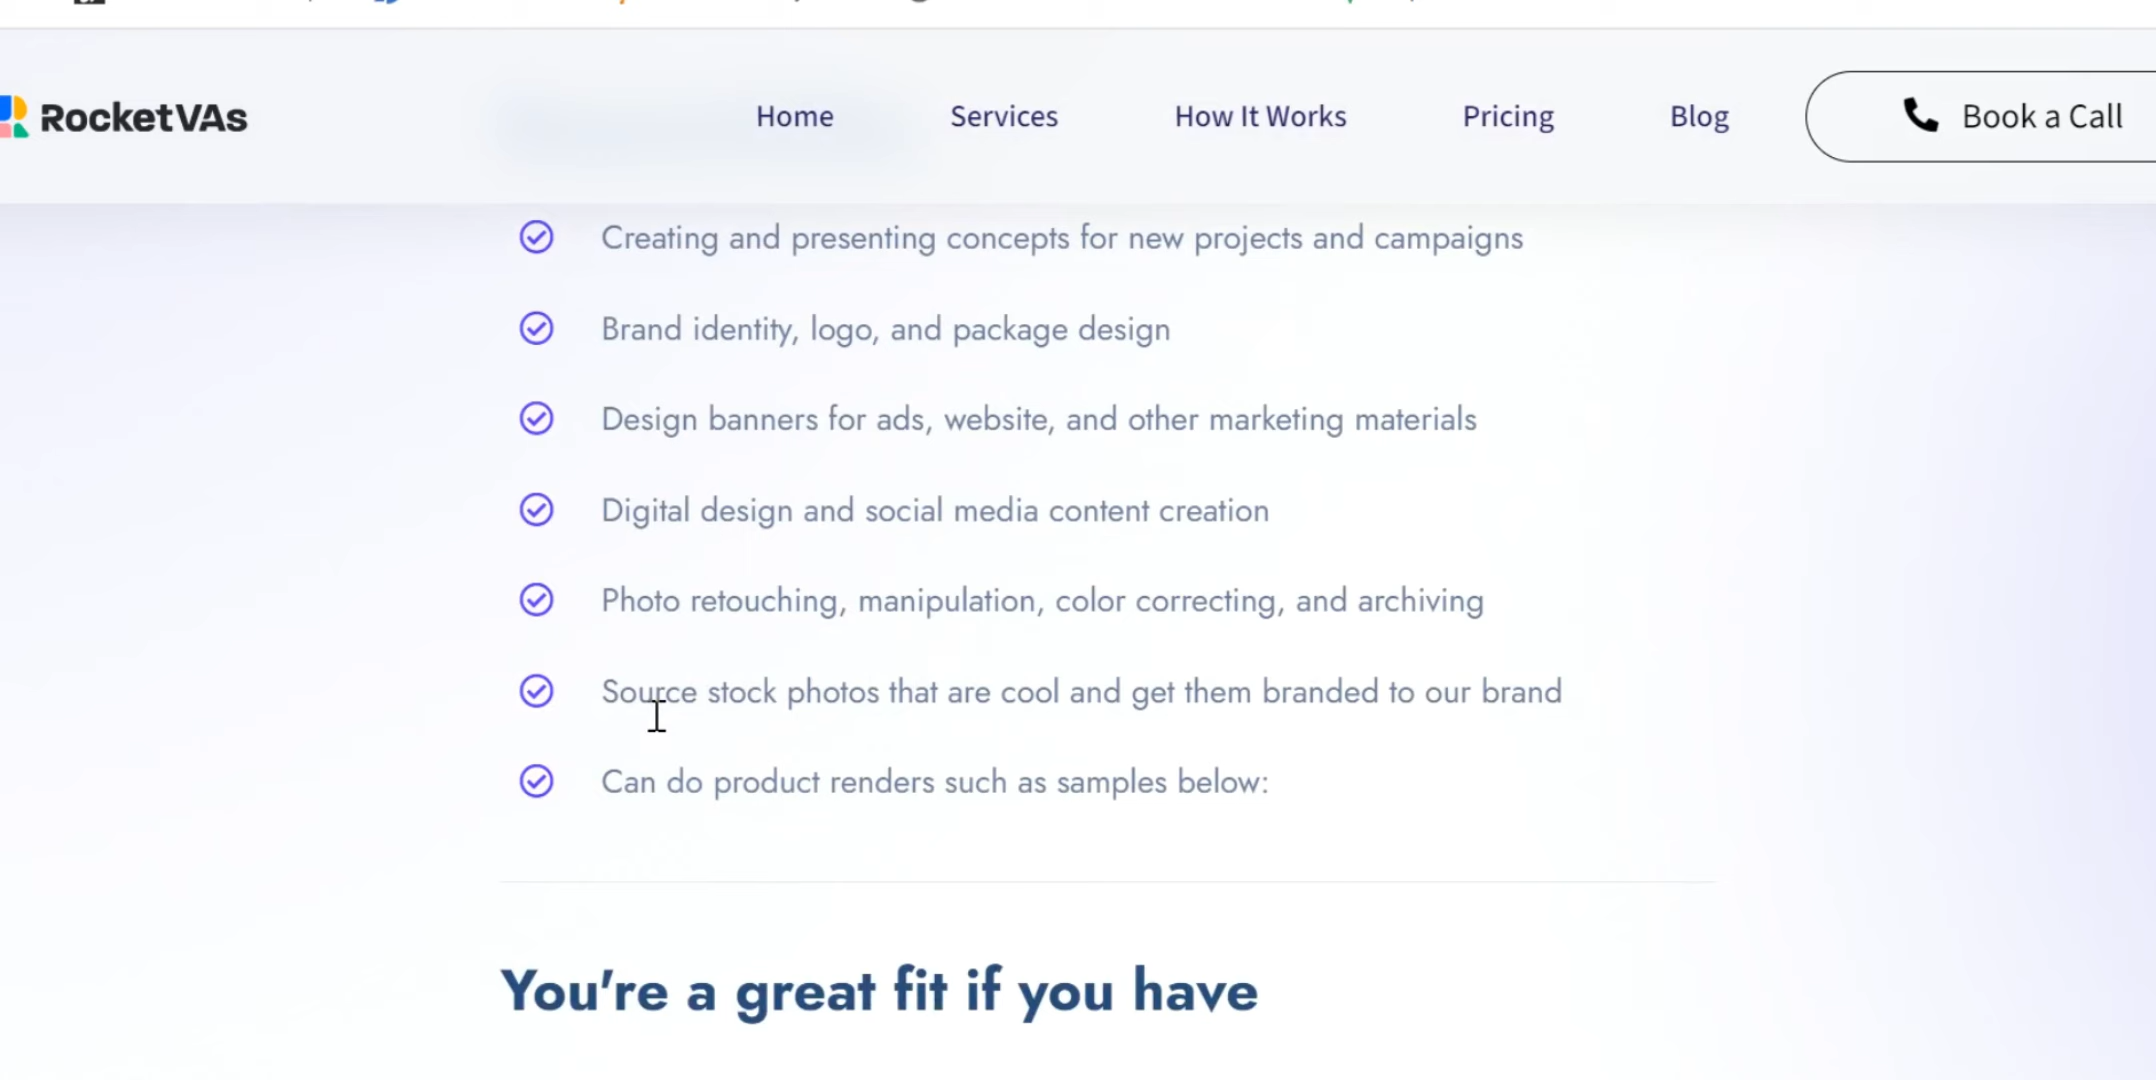 RocketVAs
Home
Services
How It Works
Pricing
Blog
Book a Call
Creating and presenting concepts for new projects and campaigns
Brand identity, logo, and package design
Design banners for ads, website, and other marketing materials
Digital design and social media content creation
Photo retouching, manipulation, color correcting, and archiving
Source stock photos that are cool and get them branded to our brand
Can do product renders such as samples below:
You're a great fit if you have